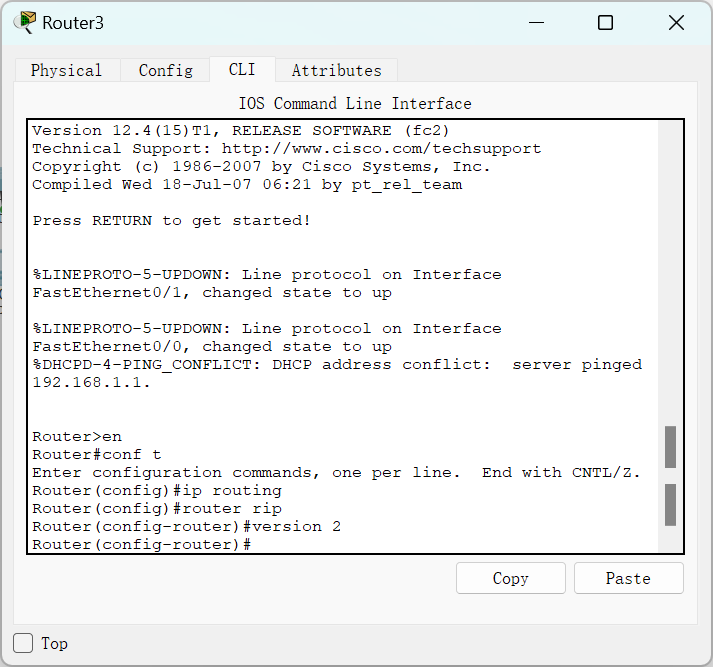 Router3
Physical Config CLI Attributes
IOS Command Line Interface
Version 12.4(15)T1, RELEASE SOFTWARE (fc2)
Technical Support: http://www.cisco.com/techsupport
Copyright (c) 1986-2007 by Cisco Systems, Inc.
Compiled Wed 18-Jul-07 06:21 by pt_rel_team
Press RETURN to get started!
%LINEPROTO-5-UPDOWN: Line protocol on Interface
FastEthernet0/1, changed state to up
%LINEPROTO-5-UPDOWN: Line protocol on Interface
FastEthernet0/0, changed state to up
%DHCPD-4-PING_CONFLICT: DHCP address conflict:  server pinged
192.168.1.1.
Router>en
Router#conf t
Enter configuration commands, one per line.  End with CNTL/Z.
Router(config)#ip routing
Router(config)#router rip
Router(config-router)#version 2
Router(config-router)#
Copy Paste
Top